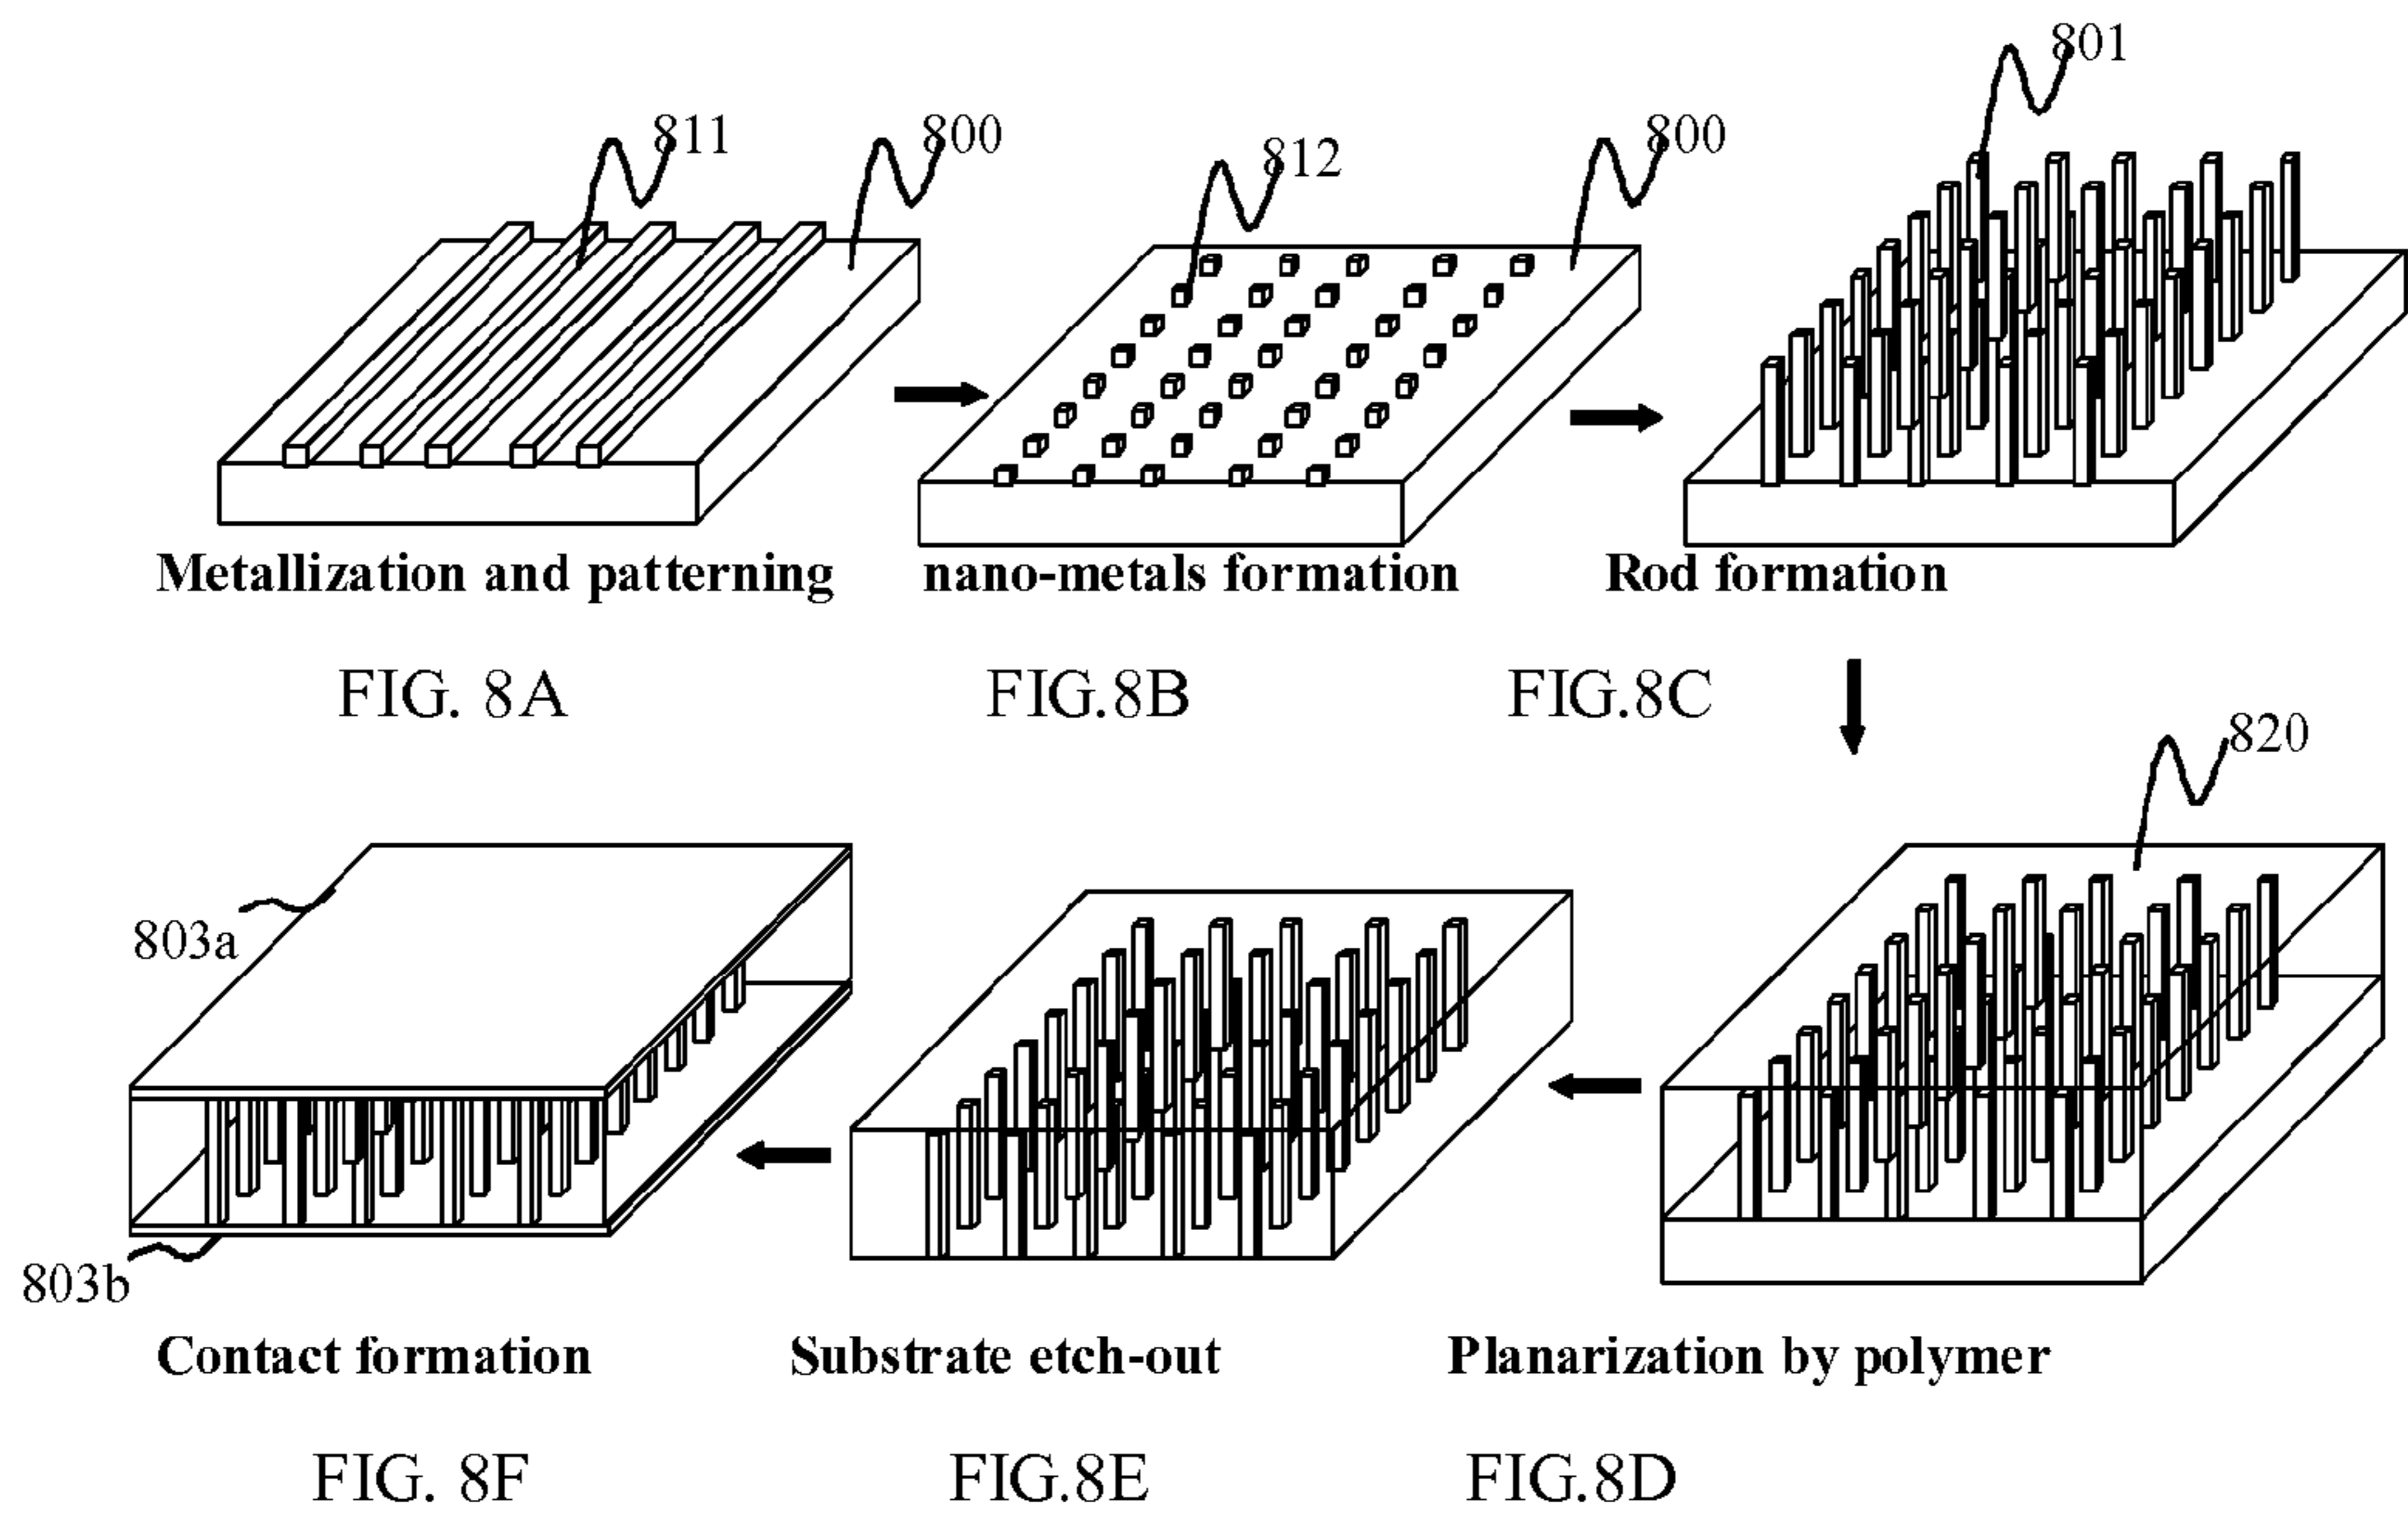 801
811
800
812
800
Metallization and patterning
nano-metals formation
Rod formation
FIG. 8A
FIG.8B
FIG.8C
820
803a
803b
Contact formation
Substrate etch-out
Planarization by polymer
FIG. 8F
FIG.8E
FIG.8D